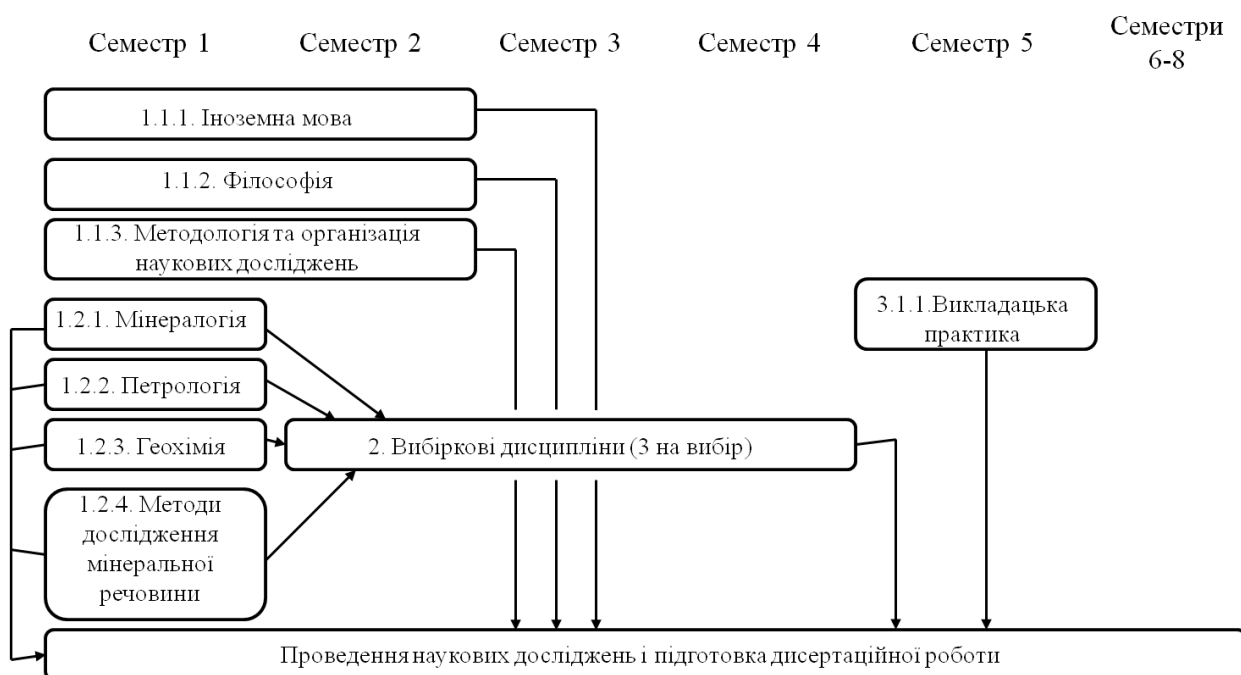 Семестр 1 Семестр 2 Семестр 3 Семестр 4 Семестр 5 Семестри
6-8
1.1.1. Іноземна мова
1.1.2. Філософія
1.1.3. Методологія та організація
наукових досліджень
1.2.1. Мінералогія
3.1.1.Викладацька
практика
1.2.2. Петрологія
1.2.3. Геохімія
2. Вибіркові дисципліни (3 на вибір)
1.2.4. Методи
дослідження
мінеральної
речовини
Проведення наукових досліджень і підготовка дисертаційної роботи